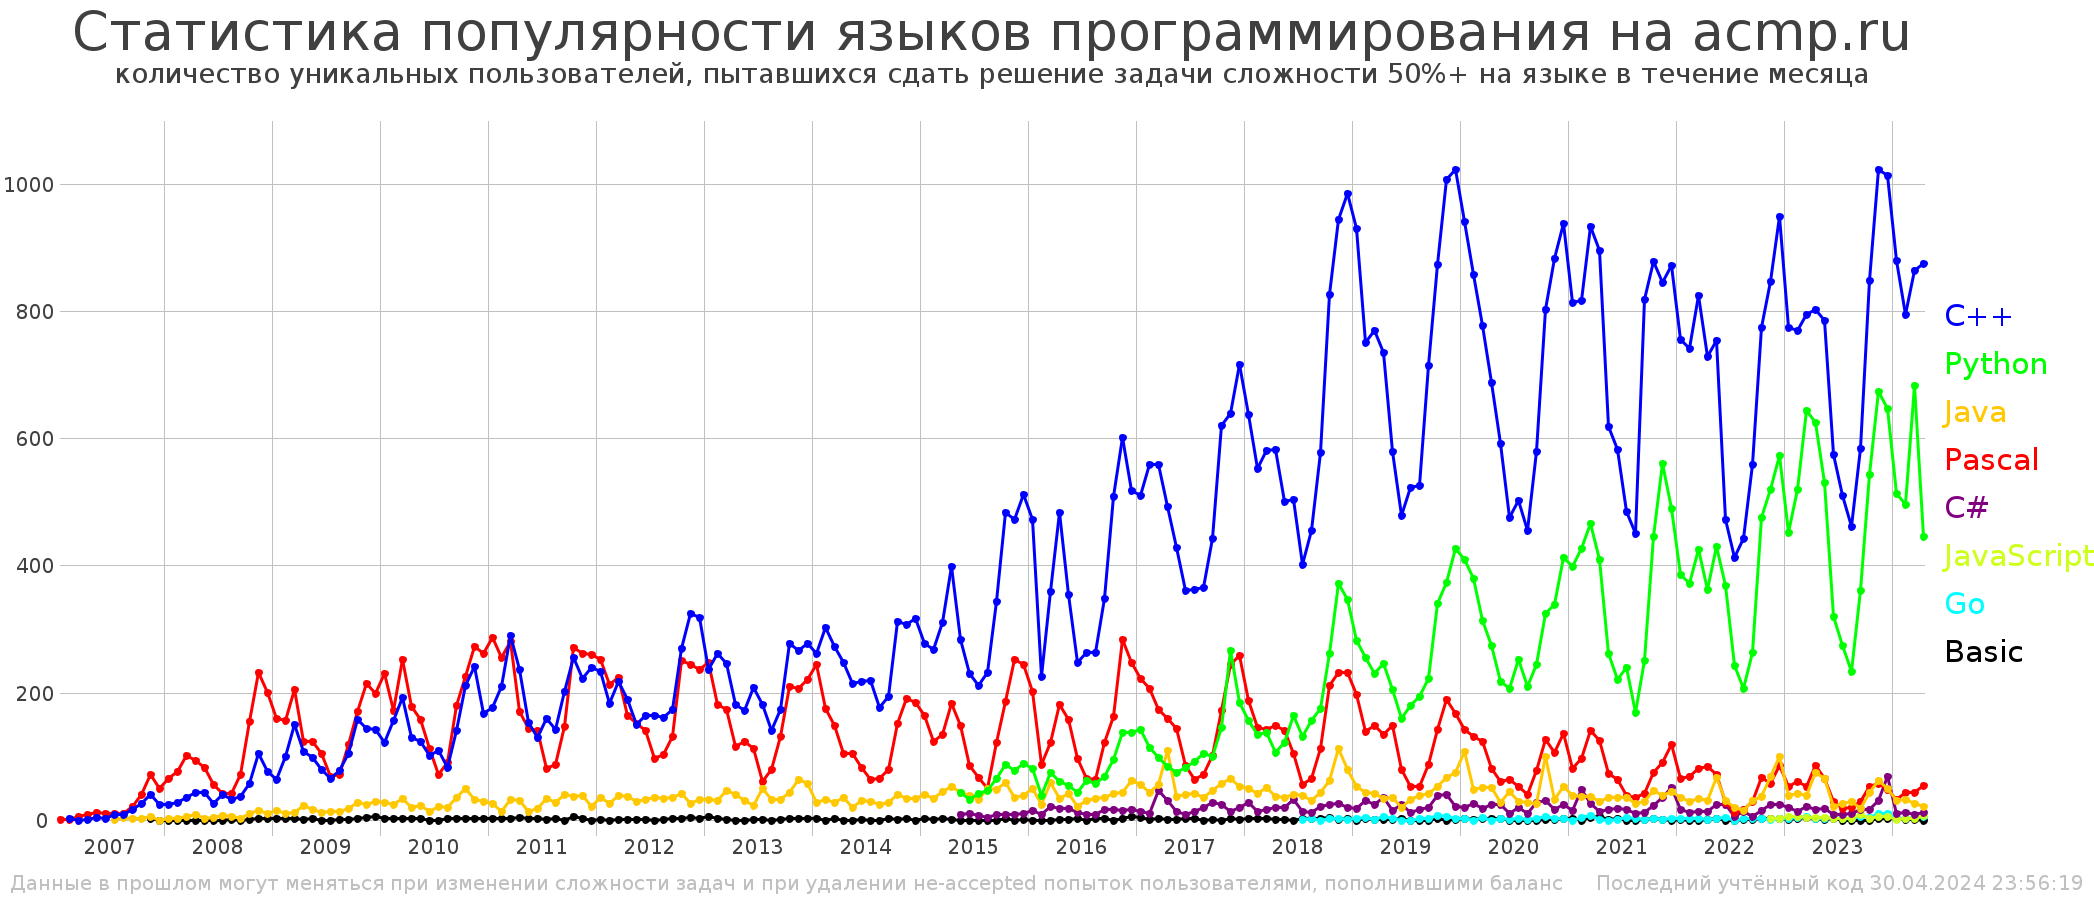 Статистика популярности языков программирования на acmp.ru
количество уникальных пользователей, пытавшихся сдать решение задачи сложности 50%+ на языке в течение месяца
1000
800
600
400
200
0
C++
Python
Java
Pascal
C#
JavaScript
Go
Basic
2007 2008 2009 2010 2011 2012 2013 2014 2015 2016 2017 2018 2019 2020 2021 2022 2023
Данные в прошлом могут меняться при изменении сложности задач и при удалении не-accepted попыток пользователями, пополнившими баланс Последний учтённый код 30.04.2024 23:56:19